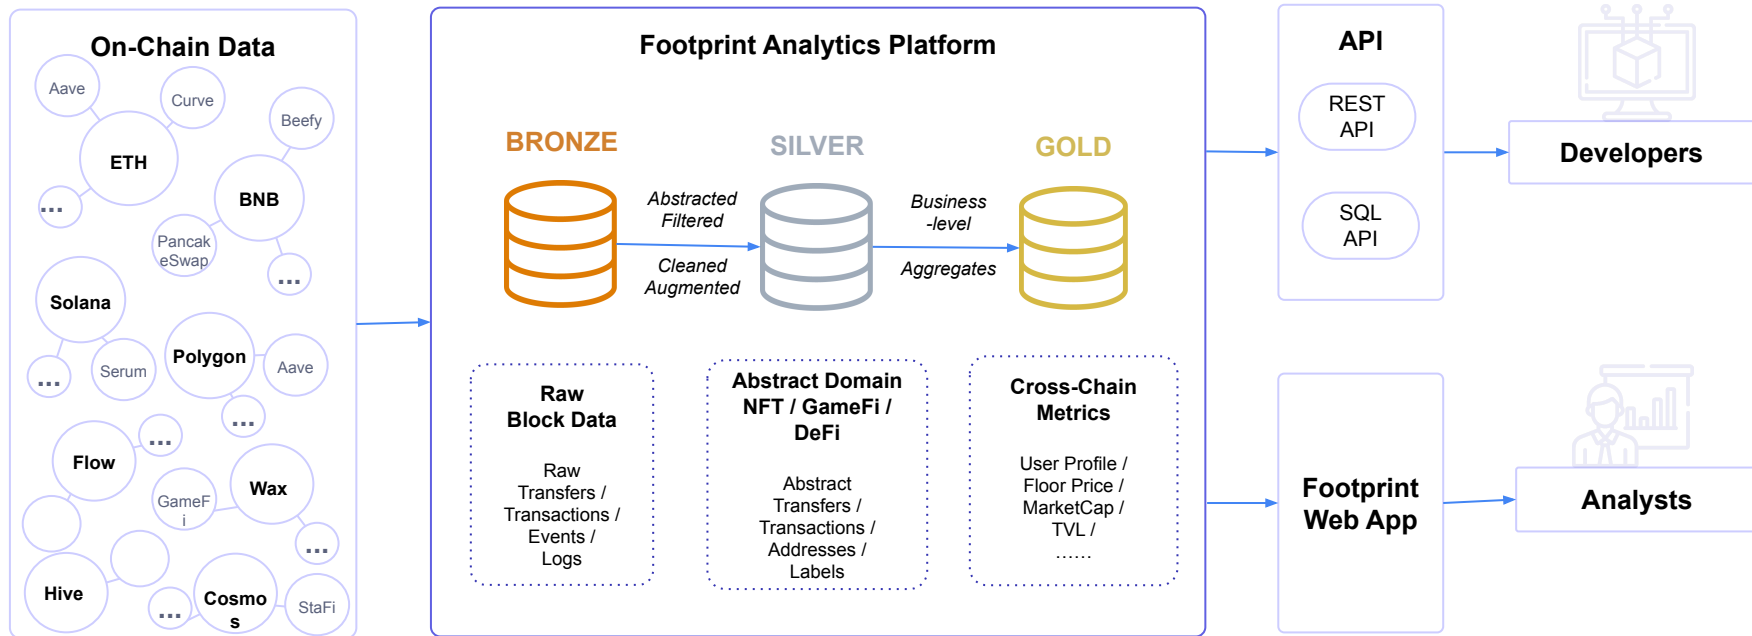 On-Chain Data
Aave
Curve
ETH
Beefy
...
BNB
Pancak
eSwap
...
Solana
...
Serum
Polygon
Aave
...
Flow
...
GameF
i
Wax
...
Hive
...
Cosmo
s
StaFi
Footprint Analytics Platform
BRONZE
SILVER
GOLD
Abstracted
Filtered
Cleaned
Augmented
Business
-level
Aggregates
Raw
Block Data
Raw
Transfers /
Transactions /
Events /
Logs
Abstract Domain
NFT / GameFi /
DeFi
Abstract
Transfers /
Transactions /
Addresses /
Labels
Cross-Chain
Metrics
User Profile /
Floor Price /
MarketCap /
TVL /
……
API
REST
API
SQL
API
Developers
Footprint
Web App
Analysts